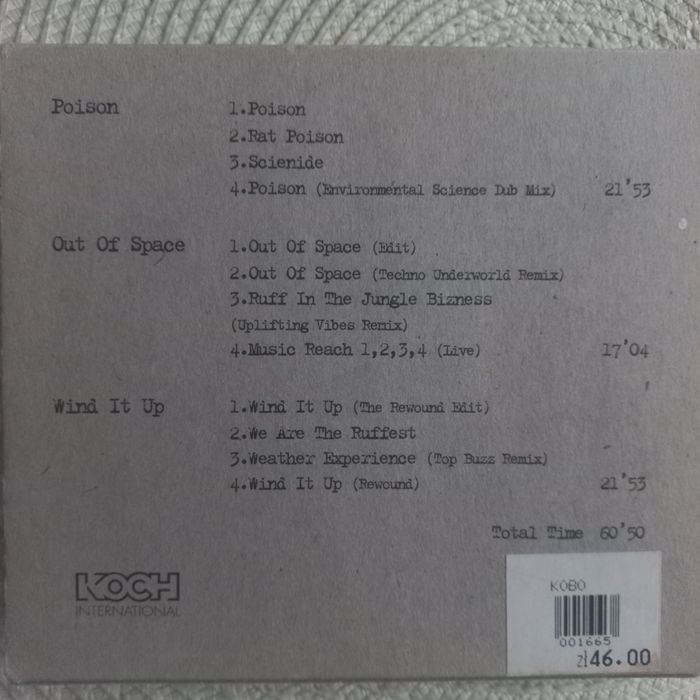 Poison 1.Poison
2.Rat Poison
3.Scienide
4.Poison (Environmental Science Dub Mix) 21'53
Out Of Space 1.Out Of Space (Edit)
2.Out Of Space (Techno Underworld Remix)
3.Ruff In The Jungle Bizness
(Uplifting Vibes Remix)
4.Music Reach 1,2,3,4 (Live) 17'04
Wind It Up 1.Wind It Up (The Rewound Edit)
2.We Are The Ruffest
3.Weather Experience (Top Buzz Remix)
4.Wind It Up (Rewound) 21'53
Total Time 60'50
KOCH
INTERNATIONAL
KOBO
001665
zł46.00